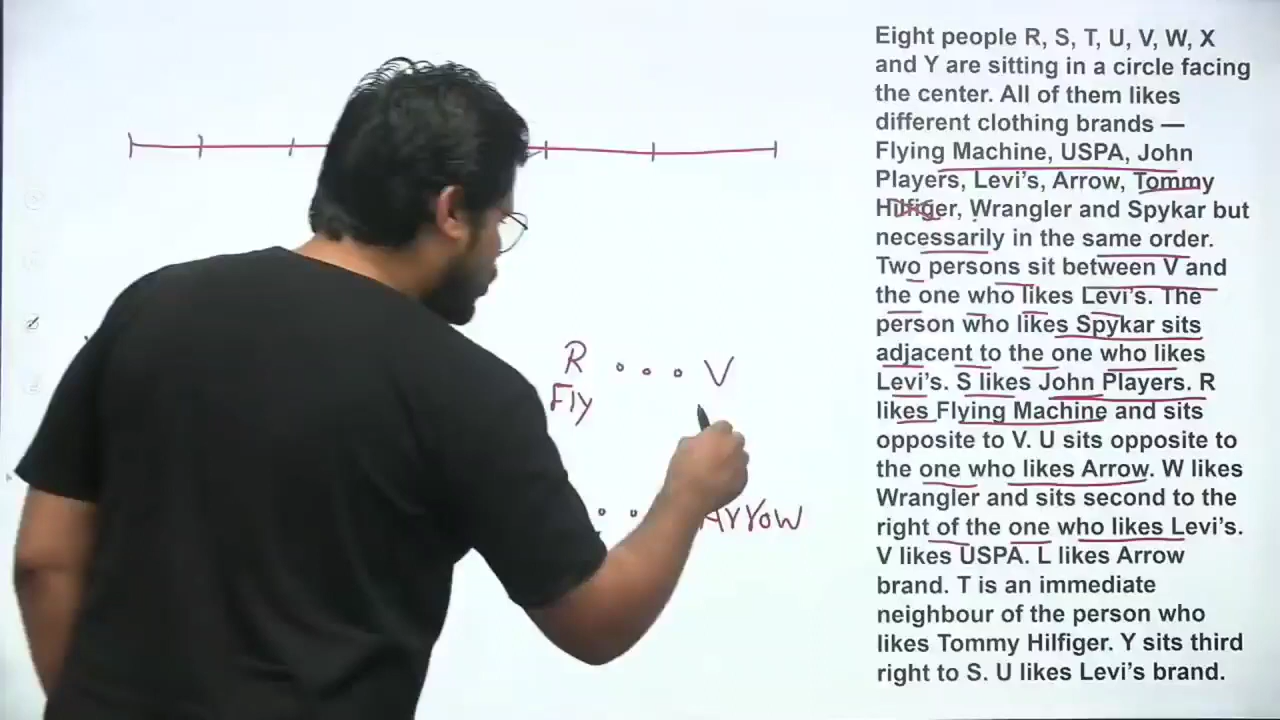 Eight people R, S, T, U, V, W, X
and Y are sitting in a circle facing
the center. All of them likes
different clothing brands —
Flying Machine, USPA, John
Players, Levi's, Arrow, Tommy
Hilfiger, Wrangler and Spykar but
necessarily in the same order.
Two persons sit between V and
the one who likes Levi's. The
person who likes Spykar sits
adjacent to the one who likes
Levi's. S likes John Players. R
likes Flying Machine and sits
opposite to V. U sits opposite to
the one who likes Arrow. W likes
Wrangler and sits second to the
right of the one who likes Levi's.
V likes USPA. L likes Arrow
brand. T is an immediate
neighbour of the person who
likes Tommy Hilfiger. Y sits third
right to S. U likes Levi's brand.
R V
Fly
Arrow